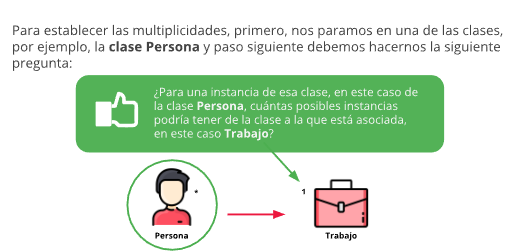 Para establecer las multiplicidades, primero, nos paramos en una de las clases,
por ejemplo, la clase Persona y paso siguiente debemos hacernos la siguiente
pregunta:
¿Para una instancia de esa clase, en este caso de
la clase Persona, cuántas posibles instancias
podría tener de la clase a la que está asociada,
en este caso Trabajo?
* 1
Persona Trabajo